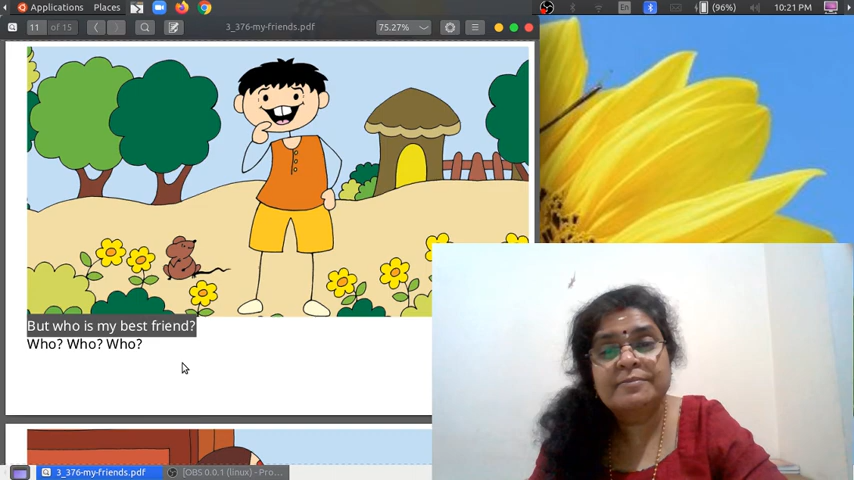 Applications Places En (96%) 10:21 PM
11 of 15 3_376-my-friends.pdf 75.27%
But who is my best friend?
Who? Who? Who?
3_376-my-friends.pdf [OBS 0.0.1 (linux) - Pro...